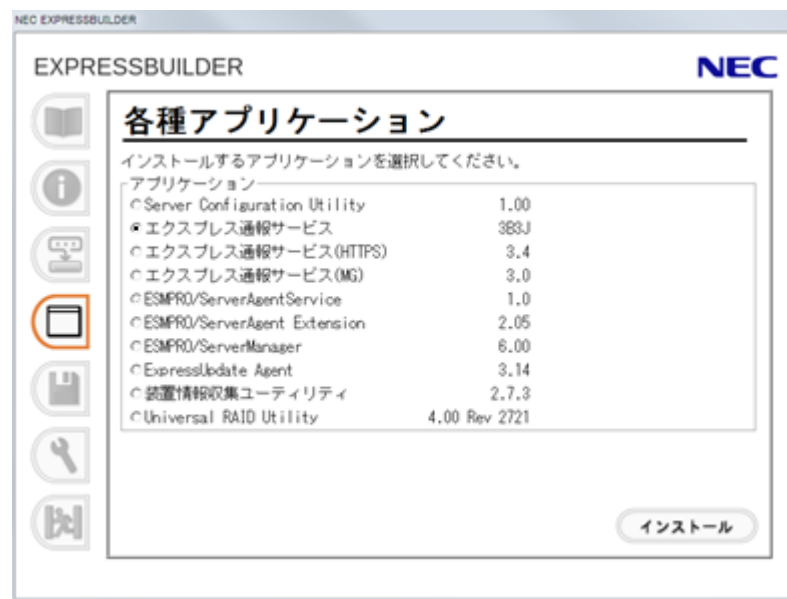 NEC EXPRESSBUILDER
EXPRESSBUILDER
NEC
各種アプリケーション
インストールするアプリケーションを選択してください。
アプリケーション
Server Configuration Utility 1.00
エクスプレス通報サービス 3B3J
エクスプレス通報サービス(HTTPS) 3.4
エクスプレス通報サービス(MG) 3.0
ESMPRO/ServerAgentService 1.0
ESMPRO/ServerAgent Extension 2.05
ESMPRO/ServerManager 6.00
ExpressUpdate Agent 3.14
装置情報収集ユーティリティ 2.7.3
Universal RAID Utility 4.00 Rev 2721
インストール